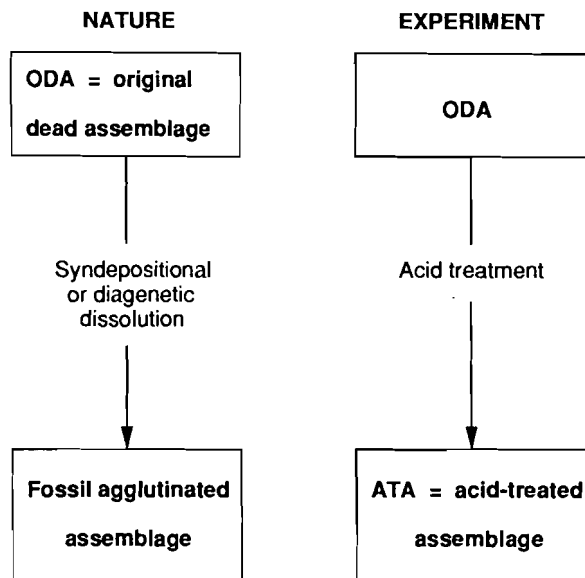 NATURE
ODA = original
dead assemblage
Syndepositional
or diagenetic
dissolution
Fossil agglutinated
assemblage
EXPERIMENT
ODA
Acid treatment
ATA = acid-treated
assemblage